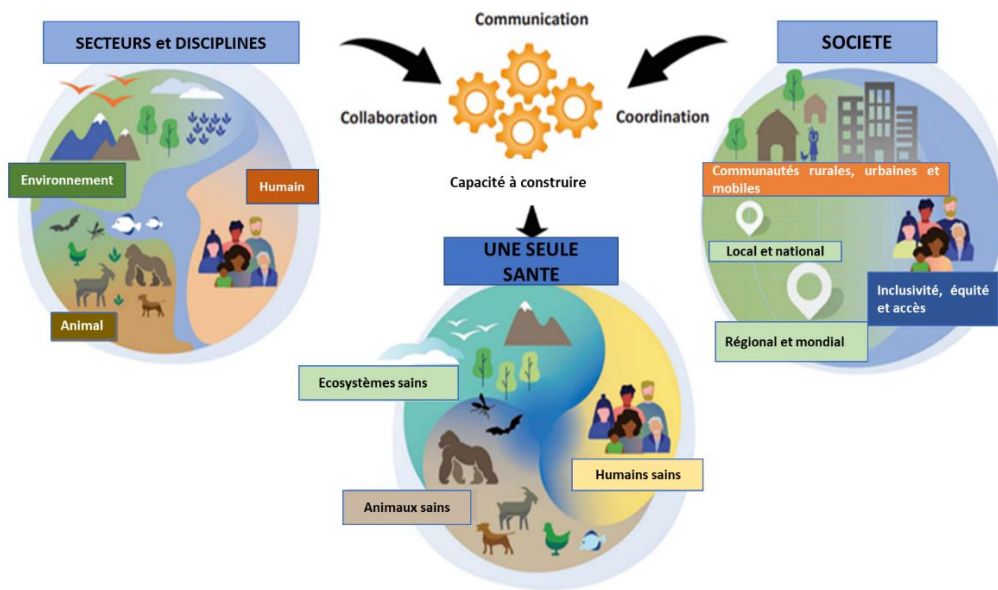 Communication
SECTEURS et DISCIPLINES
SOCIETE
Collaboration
Coordination
Environnement
Humain
Communautés rurales, urbaines et
mobiles
Capacité à construire
Local et national
UNE SEULE
SANTE
Inclusivité, équité
et accès
Animal
Régional et mondial
Ecosystèmes sains
Humains sains
Animaux sains